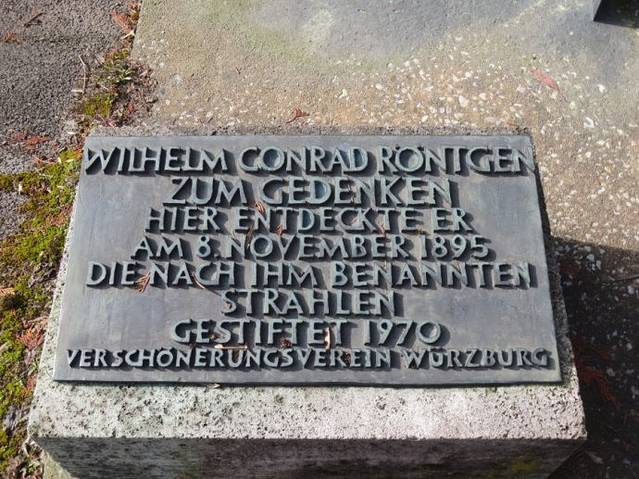 WILHELM CONRAD RÖNTGEN
ZUM GEDENKEN
HIER ENTDECKTE ER
AM 8. NOVEMBER 1895
DIE NACH IHM BENANNTEN
STRAHLEN
GESTIFTET 1970
VERSCHÖNERUNGSVEREIN WÜRZBURG